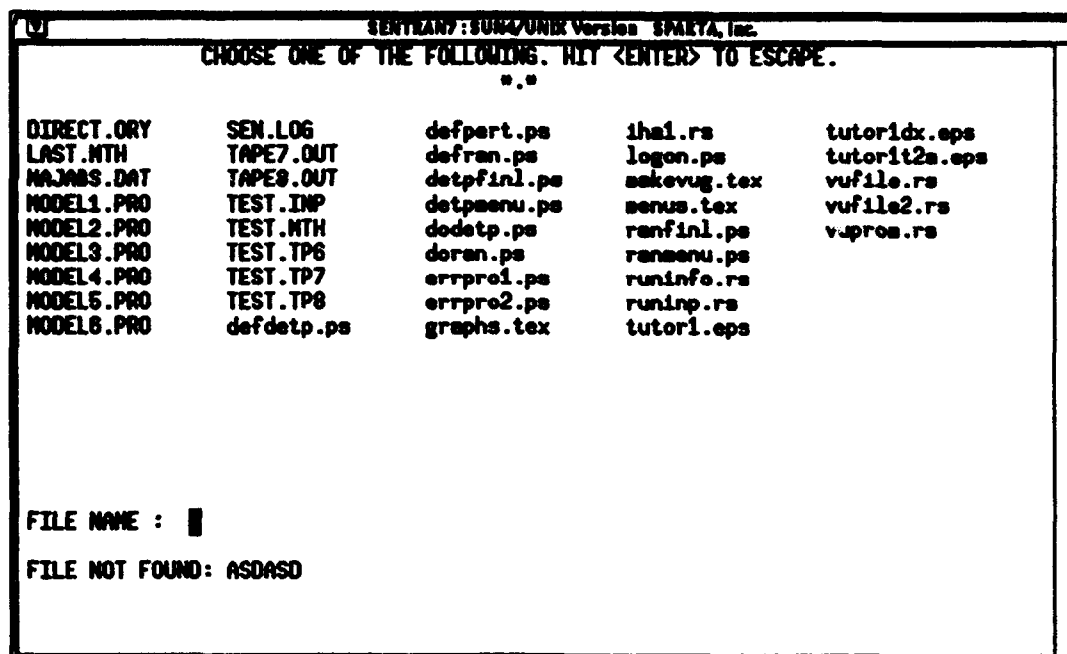 SENTRAN7:SUN4/UNIX Version SPARTA, Inc.
CHOOSE ONE OF THE FOLLOWING. HIT <ENTER> TO ESCAPE.
*.*
DIRECT.ORY SEN.LOG defpert.ps iha1.rs tutor1dx.eps
LAST.MTH TAPE7.OUT defran.ps logon.ps tutor1t2a.eps
MAJABS.DAT TAPE8.OUT detpfinl.ps makevug.tex vufile.rs
MODEL1.PRO TEST.INP detpmenu.ps menus.tex vufile2.rs
MODEL2.PRO TEST.MTH dodetp.ps ranfinl.ps vuprom.rs
MODEL3.PRO TEST.TP6 doran.ps ranmenu.ps
MODEL4.PRO TEST.TP7 errpro1.ps runinfo.rs
MODEL5.PRO TEST.TP8 errpro2.ps runinp.rs
MODEL6.PRO defdetp.ps graphs.tex tutor1.eps
FILE NAME :
FILE NOT FOUND: ASDASD